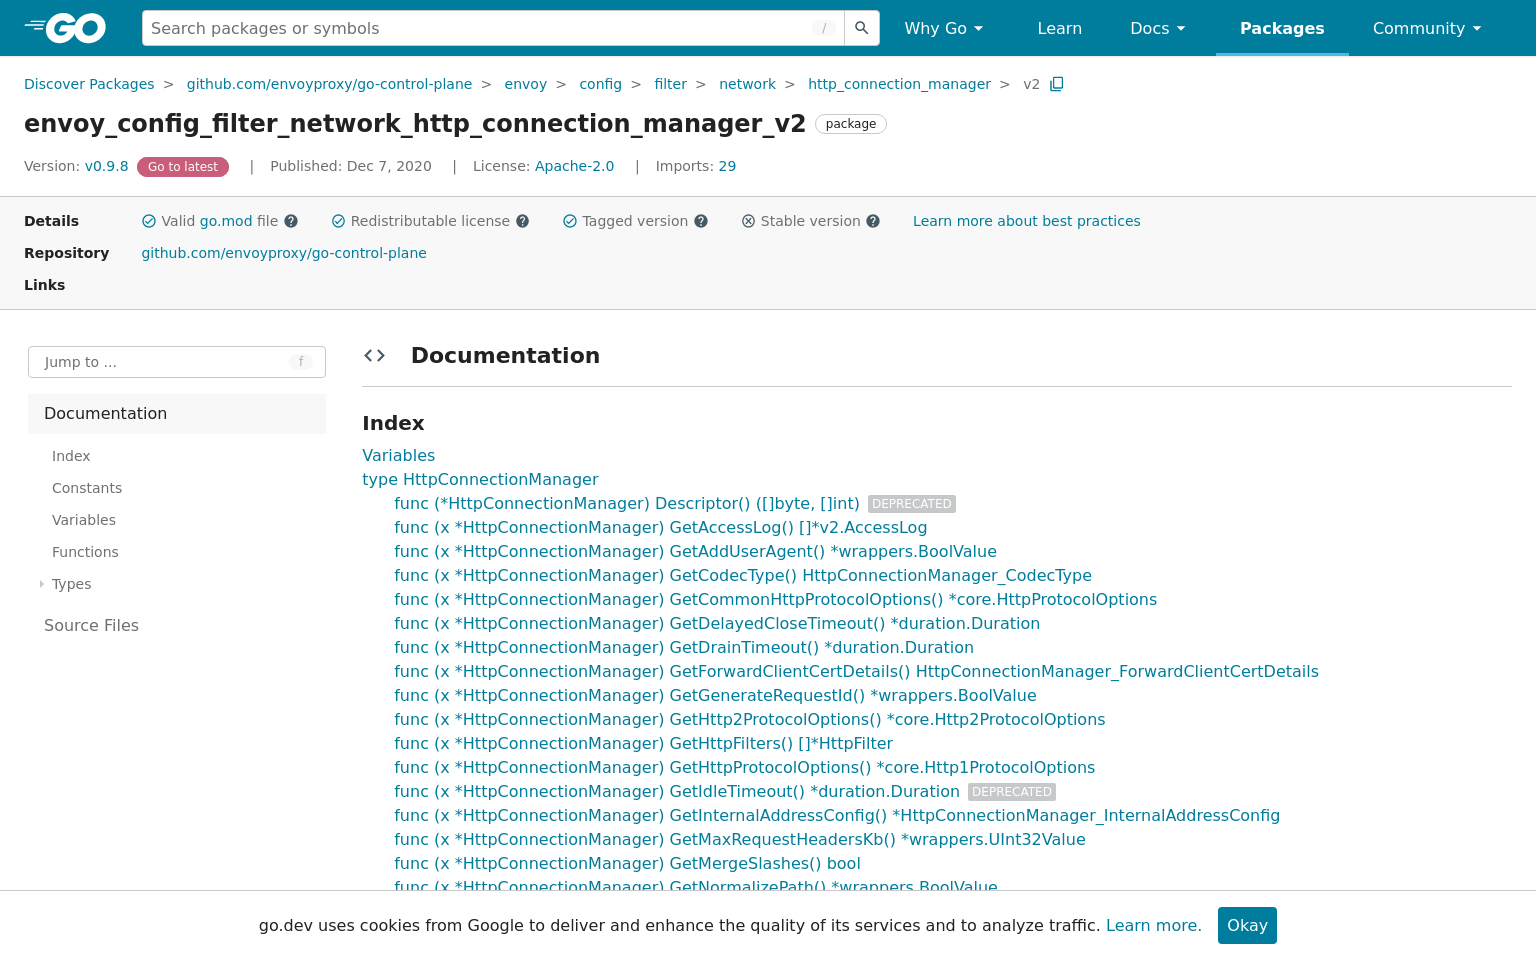 GO Search packages or symbols / Why Go Learn Docs Packages Community
Discover Packages > github.com/envoyproxy/go-control-plane > envoy > config > filter > network > http_connection_manager > v2
envoy_config_filter_network_http_connection_manager_v2 package
Version: v0.9.8 Go to latest | Published: Dec 7, 2020 | License: Apache-2.0 | Imports: 29
Details Valid go.mod file Redistributable license Tagged version Stable version Learn more about best practices
Repository github.com/envoyproxy/go-control-plane
Links
Jump to ... f
Documentation
Index
Constants
Variables
Functions
Types
Source Files
Documentation
Index
Variables
type HttpConnectionManager
func (*HttpConnectionManager) Descriptor() ([]byte, []int) DEPRECATED
func (x *HttpConnectionManager) GetAccessLog() []*v2.AccessLog
func (x *HttpConnectionManager) GetAddUserAgent() *wrappers.BoolValue
func (x *HttpConnectionManager) GetCodecType() HttpConnectionManager_CodecType
func (x *HttpConnectionManager) GetCommonHttpProtocolOptions() *core.HttpProtocolOptions
func (x *HttpConnectionManager) GetDelayedCloseTimeout() *duration.Duration
func (x *HttpConnectionManager) GetDrainTimeout() *duration.Duration
func (x *HttpConnectionManager) GetForwardClientCertDetails() HttpConnectionManager_ForwardClientCertDetails
func (x *HttpConnectionManager) GetGenerateRequestId() *wrappers.BoolValue
func (x *HttpConnectionManager) GetHttp2ProtocolOptions() *core.Http2ProtocolOptions
func (x *HttpConnectionManager) GetHttpFilters() []*HttpFilter
func (x *HttpConnectionManager) GetHttpProtocolOptions() *core.Http1ProtocolOptions
func (x *HttpConnectionManager) GetIdleTimeout() *duration.Duration DEPRECATED
func (x *HttpConnectionManager) GetInternalAddressConfig() *HttpConnectionManager_InternalAddressConfig
func (x *HttpConnectionManager) GetMaxRequestHeadersKb() *wrappers.UInt32Value
func (x *HttpConnectionManager) GetMergeSlashes() bool
func (x *HttpConnectionManager) GetNormalizePath() *wrappers.BoolValue
go.dev uses cookies from Google to deliver and enhance the quality of its services and to analyze traffic. Learn more. Okay